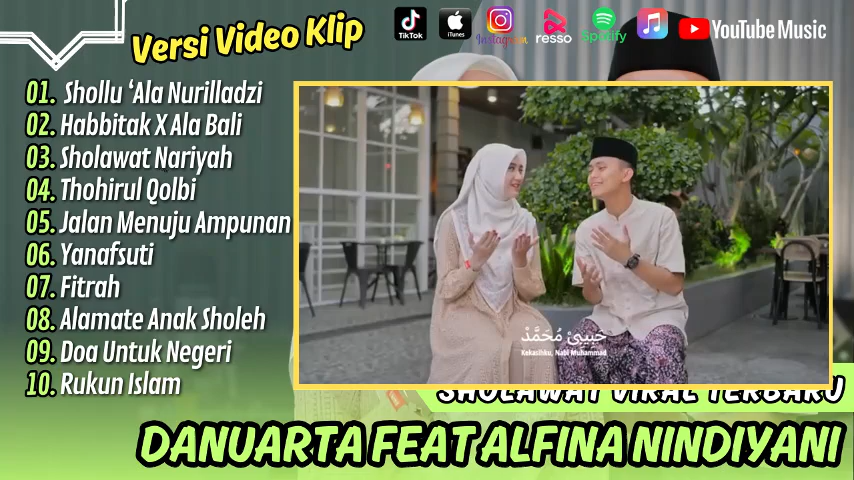 Versi Video Klip
TikTok
iTunes
Instagram
resso
Spotify
YouTube Music
01. Shollu ‘Ala Nurilladzi
02. Habbitak X Ala Bali
03. Sholawat Nariyah
04. Thohirul Qolbi
05. Jalan Menuju Ampunan
06. Yanafsuti
07. Fitrah
08. Alamate Anak Sholeh
09. Doa Untuk Negeri
10. Rukun Islam
حَبِيبِيْ مُحَمَّدْ
Kekasihku, Nabi Muhammad
SHOLAWAT VIRAL TERBARU
DANUARTA FEAT ALFINA NINDIYANI